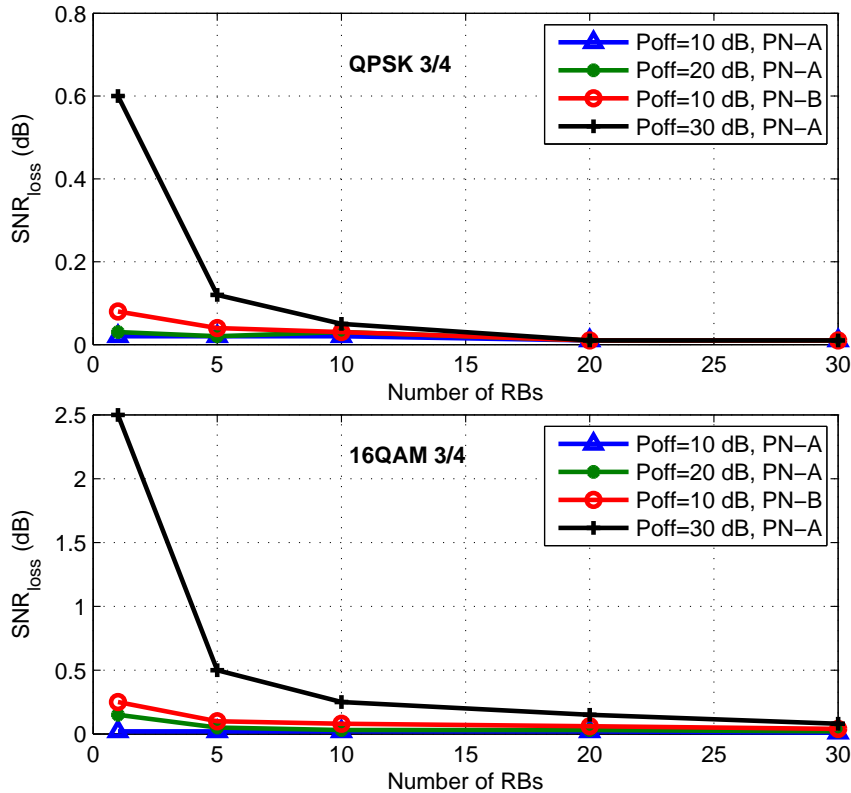 0.8
0.6
0.4
0.2
0
SNR_loss (dB)
QPSK 3/4
Poff=10 dB, PN−A
Poff=20 dB, PN−A
Poff=10 dB, PN−B
Poff=30 dB, PN−A
0 5 10 15 20 25 30
Number of RBs
2.5
2
1.5
1
0.5
0
SNR_loss (dB)
16QAM 3/4
Poff=10 dB, PN−A
Poff=20 dB, PN−A
Poff=10 dB, PN−B
Poff=30 dB, PN−A
0 5 10 15 20 25 30
Number of RBs